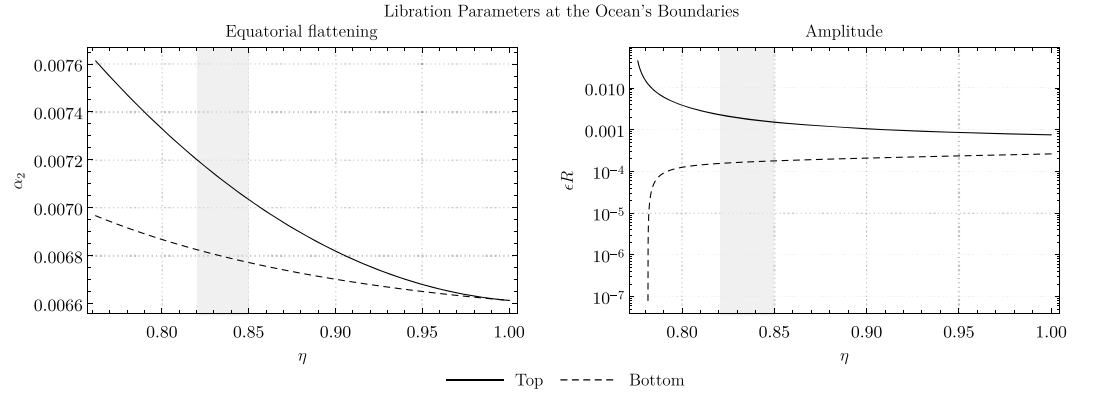 Libration Parameters at the Ocean's Boundaries
Equatorial flattening
0.0076
0.0074
0.0072
0.0070
0.0068
0.0066
α₂
0.80 0.85 0.90 0.95 1.00
η
Amplitude
0.010
0.001
10⁻⁴
10⁻⁵
10⁻⁶
10⁻⁷
ϵR
0.80 0.85 0.90 0.95 1.00
η
Top Bottom